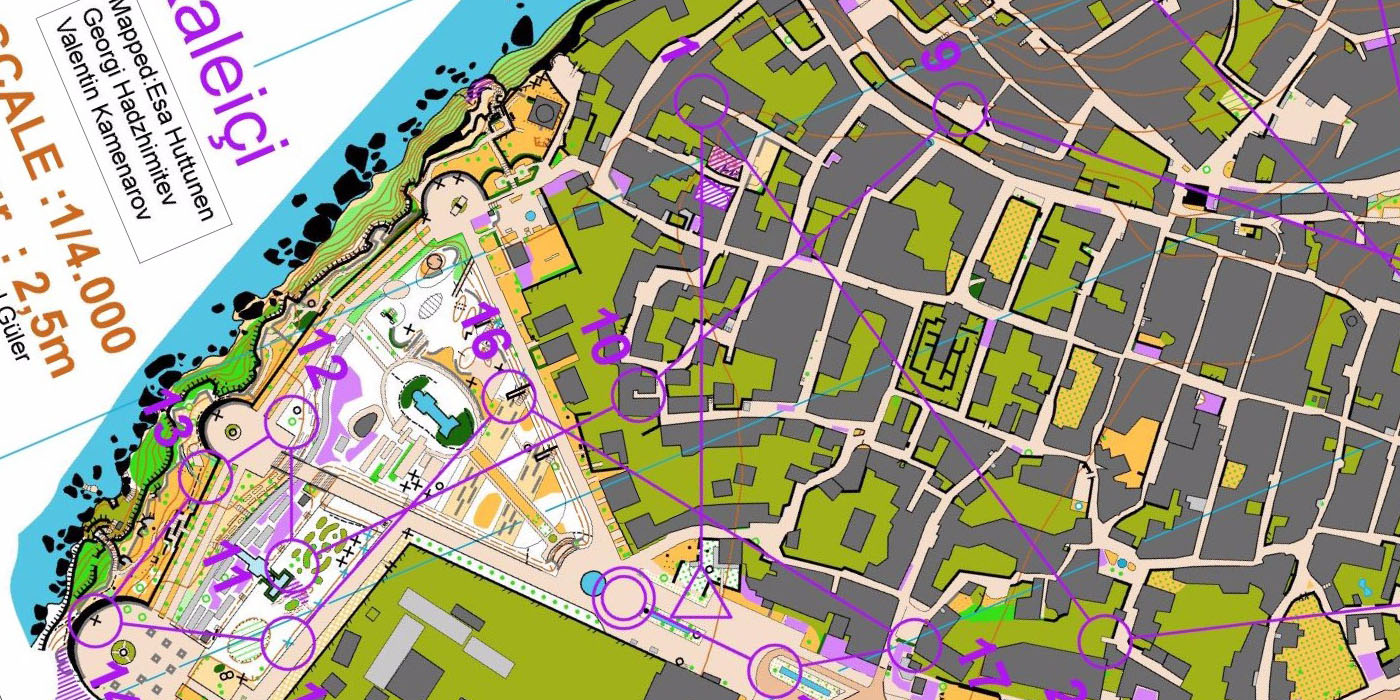 Kaleiçi
Mapped:Esa Huttunen
Georgi Hadzhimitev
Valentin Kamenarov
SCALE :1/4.000
: 2,5m
Güler
1
9
16
10
12
13
11
17
2